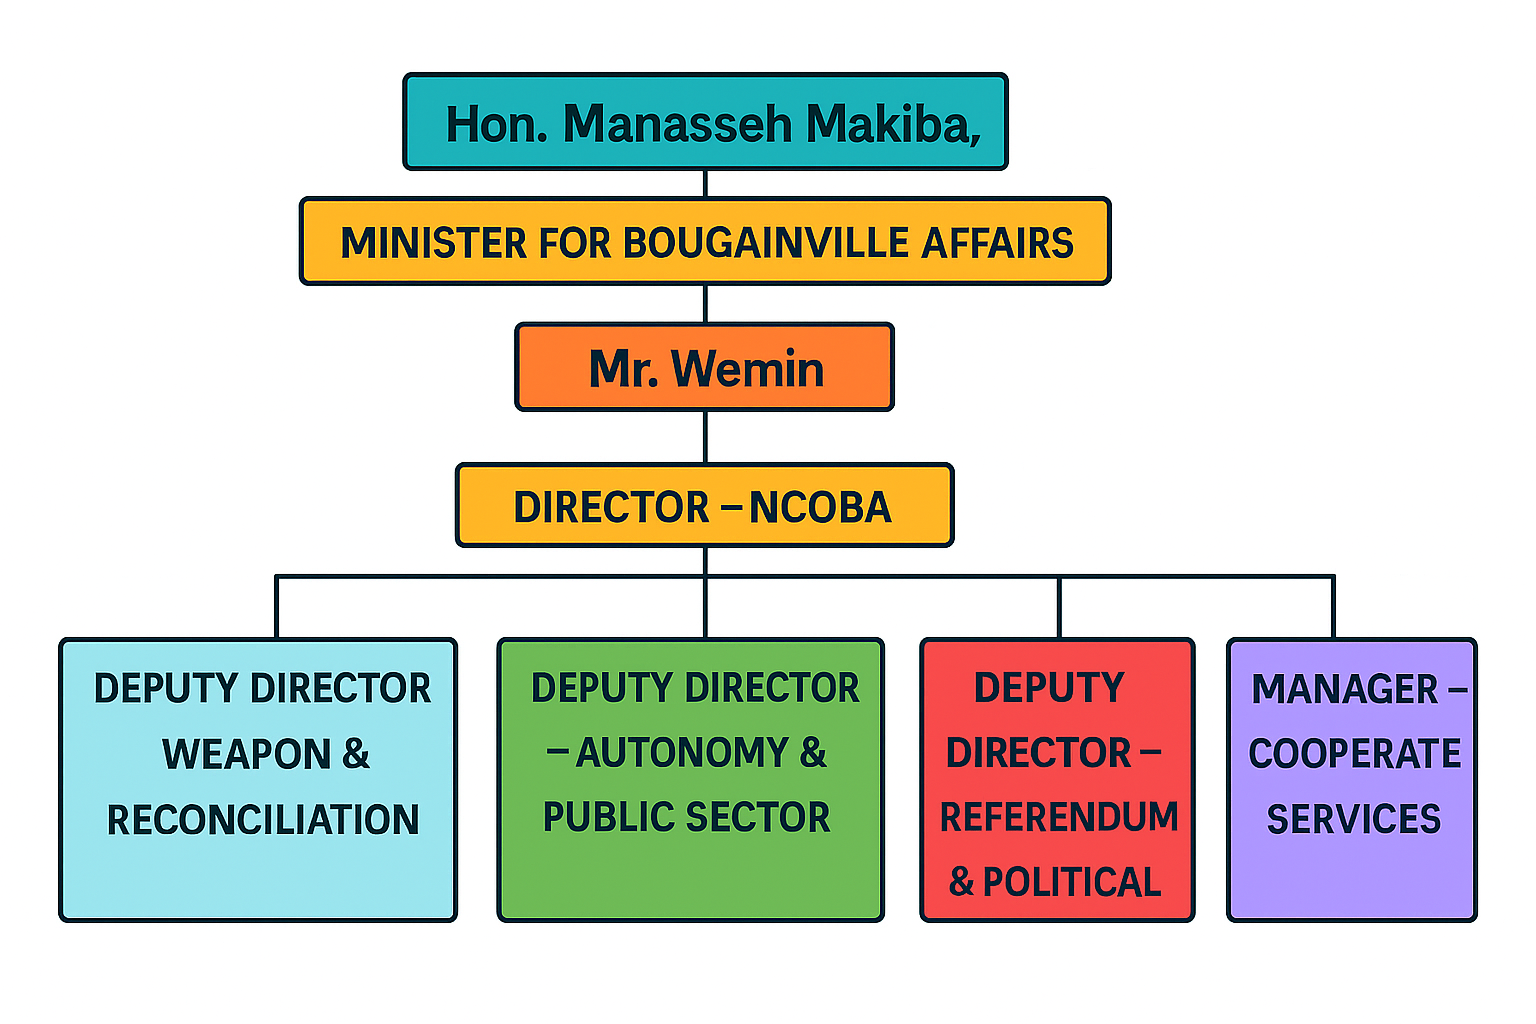 Hon. Manasseh Makiba,
MINISTER FOR BOUGAINVILLE AFFAIRS
Mr. Wemin
DIRECTOR – NCOBA
DEPUTY DIRECTOR
WEAPON &
RECONCILIATION
DEPUTY DIRECTOR
– AUTONOMY &
PUBLIC SECTOR
DEPUTY
DIRECTOR –
REFERENDUM
& POLITICAL
MANAGER –
COOPERATE
SERVICES